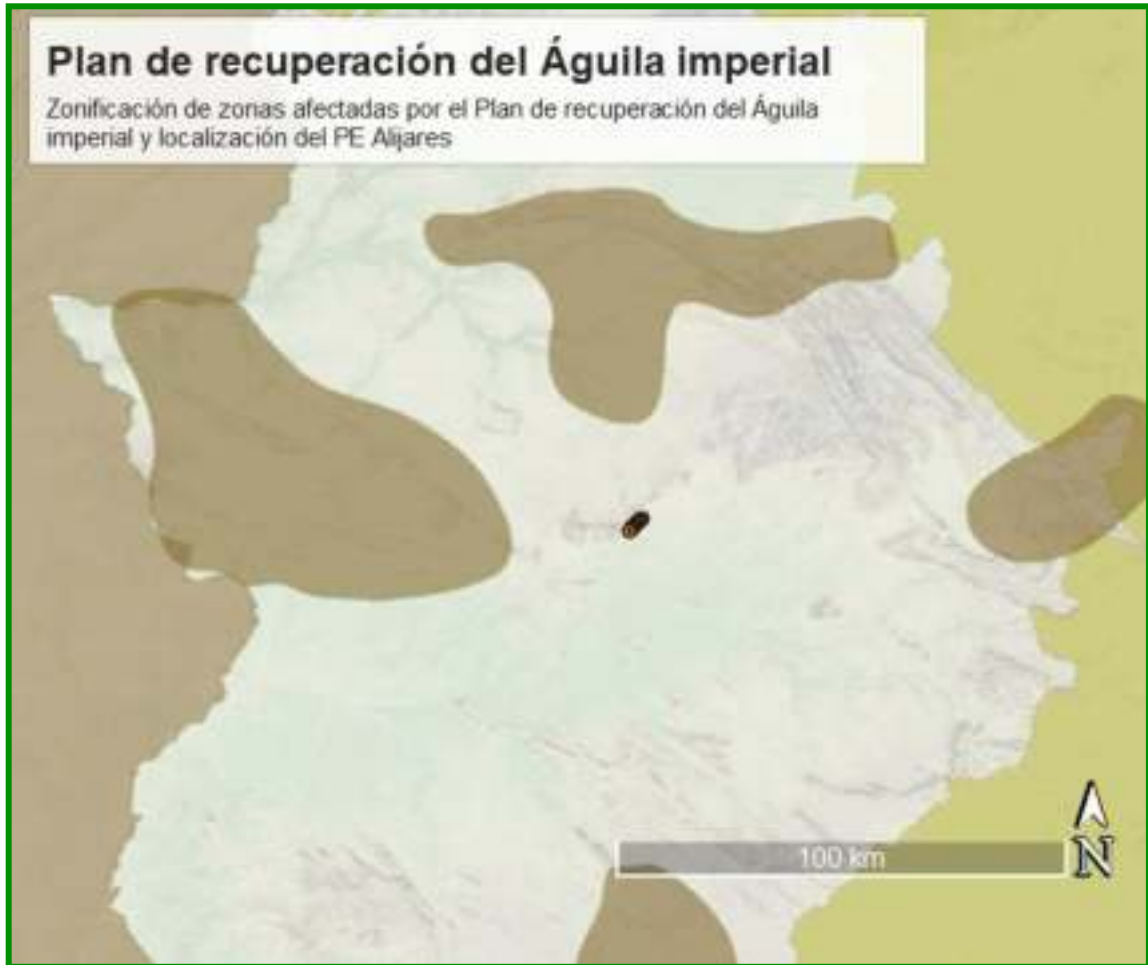 Plan de recuperación del Águila imperial
Zonificación de zonas afectadas por el Plan de recuperación del Águila
imperial y localización del PE Alijares
100 km
N